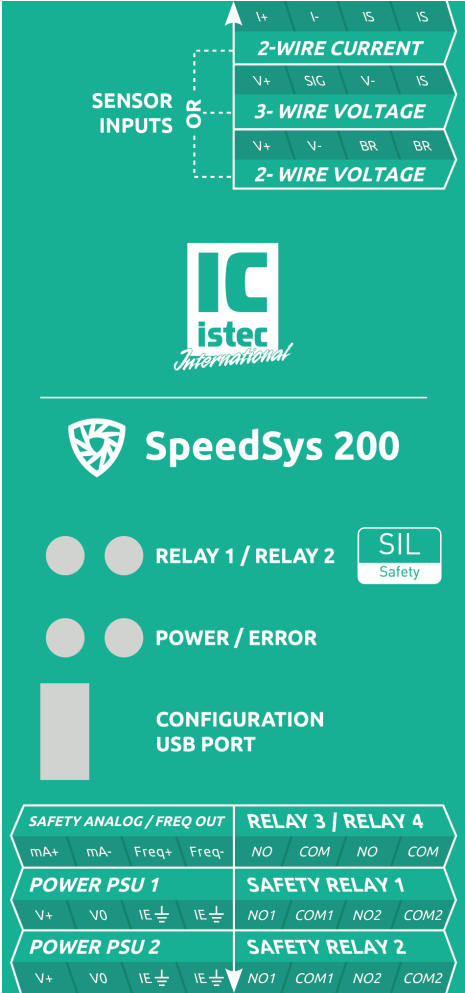 I+ I- IS IS
2-WIRE CURRENT
V+ SIG V- IS
SENSOR INPUTS
OR
3- WIRE VOLTAGE
V+ V- BR BR
2- WIRE VOLTAGE
IC
istec
International
SpeedSys 200
RELAY 1 / RELAY 2
SIL
Safety
POWER / ERROR
CONFIGURATION
USB PORT
SAFETY ANALOG / FREQ OUT
RELAY 3 / RELAY 4
mA+ mA- Freq+ Freq- NO COM NO COM
POWER PSU 1
SAFETY RELAY 1
V+ V0 IE IE NO1 COM1 NO2 COM2
POWER PSU 2
SAFETY RELAY 2
V+ V0 IE IE NO1 COM1 NO2 COM2